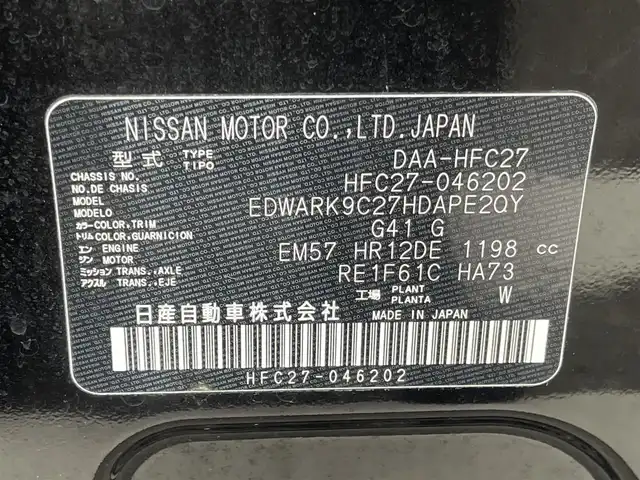 NISSAN MOTOR CO.,LTD.JAPAN
型式 TYPE TIPO DAA-HFC27
CHASSIS NO. NO.DE CHASIS HFC27-046202
MODEL MODELO EDWARK9C27HDAPE2QY
カラー COLOR,TRIM トリム COLOR,GUARNICION G41 G
エン ENGINE ジン MOTOR EM57 HR12DE 1198 cc
ミッション TRANS.,AXLE アクスル TRANS.,EJE RE1F61C HA73
工場 PLANT PLANTA W
日産自動車株式会社 MADE IN JAPAN
HFC27-046202